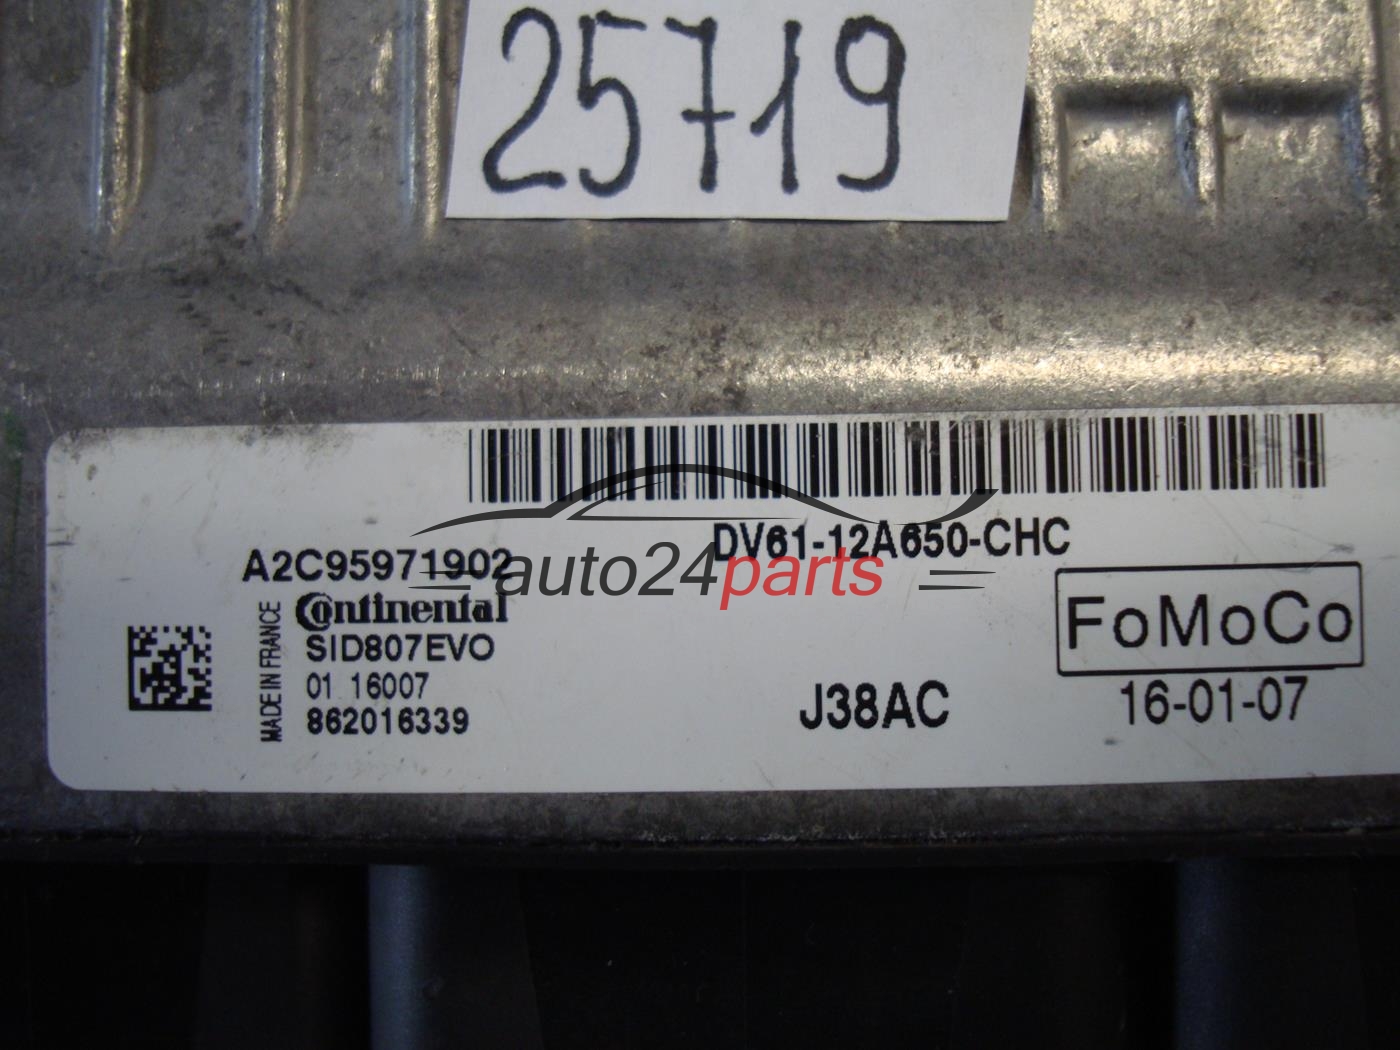 25719
DV61-12A650-CHC
A2C95971902
auto24parts
Continental
SID807EVO
01 16007
862016339
MADE IN FRANCE
J38AC
FoMoCo
16-01-07